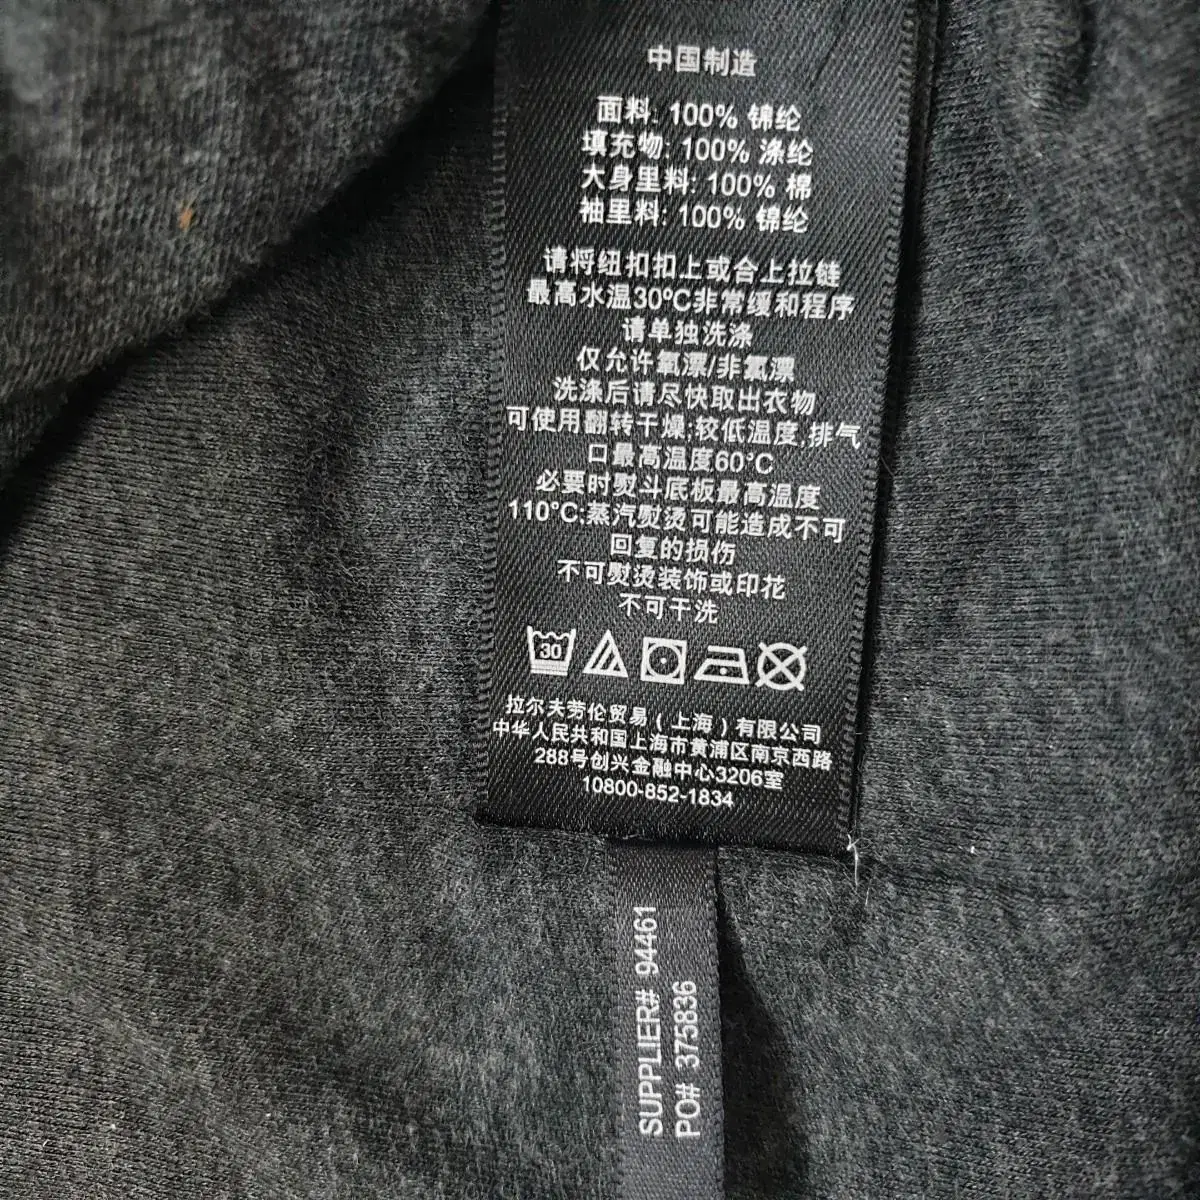 中国制造
面料: 100% 锦纶
填充物: 100% 涤纶
大身里料: 100% 棉
袖里料: 100% 锦纶
请将纽扣扣上或合上拉链
最高水温30ºC非常缓和程序
请单独洗涤
仅允许氧漂/非氯漂
洗涤后请尽快取出衣物
可使用翻转干燥;较低温度,排气
口最高温度60°C
必要时熨斗底板最高温度
110°C;蒸汽熨烫可能造成不可
回复的损伤
不可熨烫装饰或印花
不可干洗
30
拉尔夫劳伦贸易(上海)有限公司
中华人民共和国上海市黄浦区南京西路
288号创兴金融中心3206室
10800-852-1834
SUPPLIER# 94461
PO# 375836